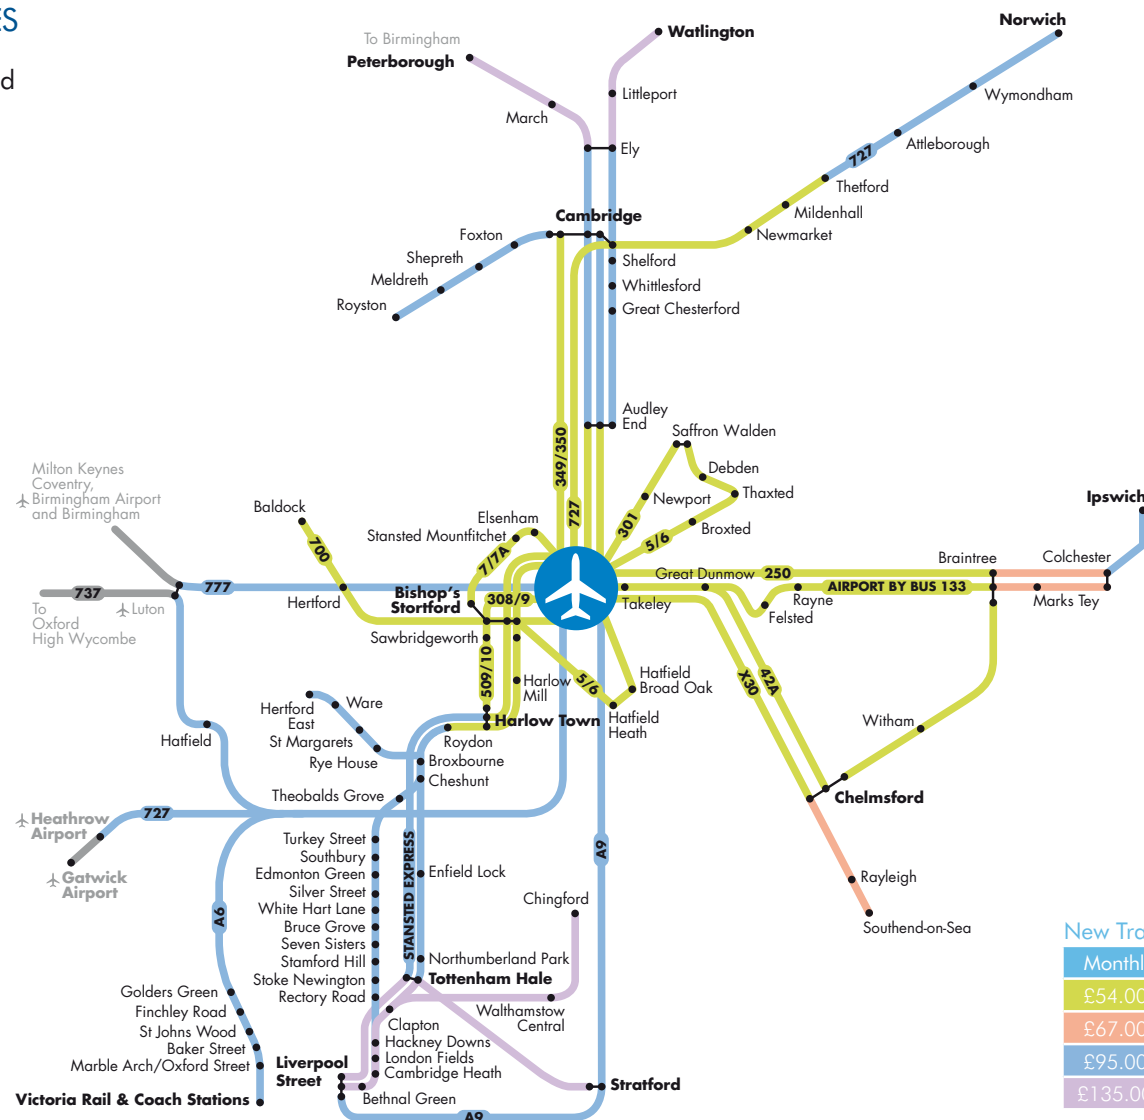 ES
d
To Birmingham
Peterborough
March
Watlington
Littleport
Ely
Norwich
Wymondham
Attleborough
727
Thetford
Mildenhall
Newmarket
Cambridge
Foxton
Shepreth
Meldreth
Royston
Shelford
Whittlesford
Great Chesterford
Audley
End
349/350
727
Saffron Walden
Debden
Newport
Thaxted
301
Broxted
5/6
Milton Keynes
Coventry,
Birmingham Airport
and Birmingham
Baldock
700
Elsenham
Stansted Mountfitchet
7/7A
Ipswich
737
777
To
Oxford
High Wycombe
Luton
Hertford
Bishop's
Stortford
308/9
Sawbridgeworth
509/10
Takeley
Great Dunmow
250
Braintree
Colchester
AIRPORT BY BUS 133
Rayne
Felsted
Marks Tey
5/6
Hatfield
Broad Oak
Hatfield
Heath
X30
42A
Witham
Chelmsford
Rayleigh
Southend-on-Sea
Harlow
Mill
Harlow Town
Roydon
Hertford
East
Ware
St Margarets
Rye House
Broxbourne
Cheshunt
Theobalds Grove
Hatfield
Heathrow
Airport
727
Gatwick
Airport
A6
Turkey Street
Southbury
Edmonton Green
Silver Street
White Hart Lane
Bruce Grove
Seven Sisters
Stamford Hill
Stoke Newington
Rectory Road
STANSTED EXPRESS
Enfield Lock
A9
Chingford
Northumberland Park
Tottenham Hale
Walthamstow
Central
Golders Green
Finchley Road
St Johns Wood
Baker Street
Marble Arch/Oxford Street
Victoria Rail & Coach Stations
Clapton
Hackney Downs
London Fields
Cambridge Heath
Liverpool
Street
Bethnal Green
Stratford
A9
New Tra
Monthl
£54.00
£67.00
£95.00
£135.00